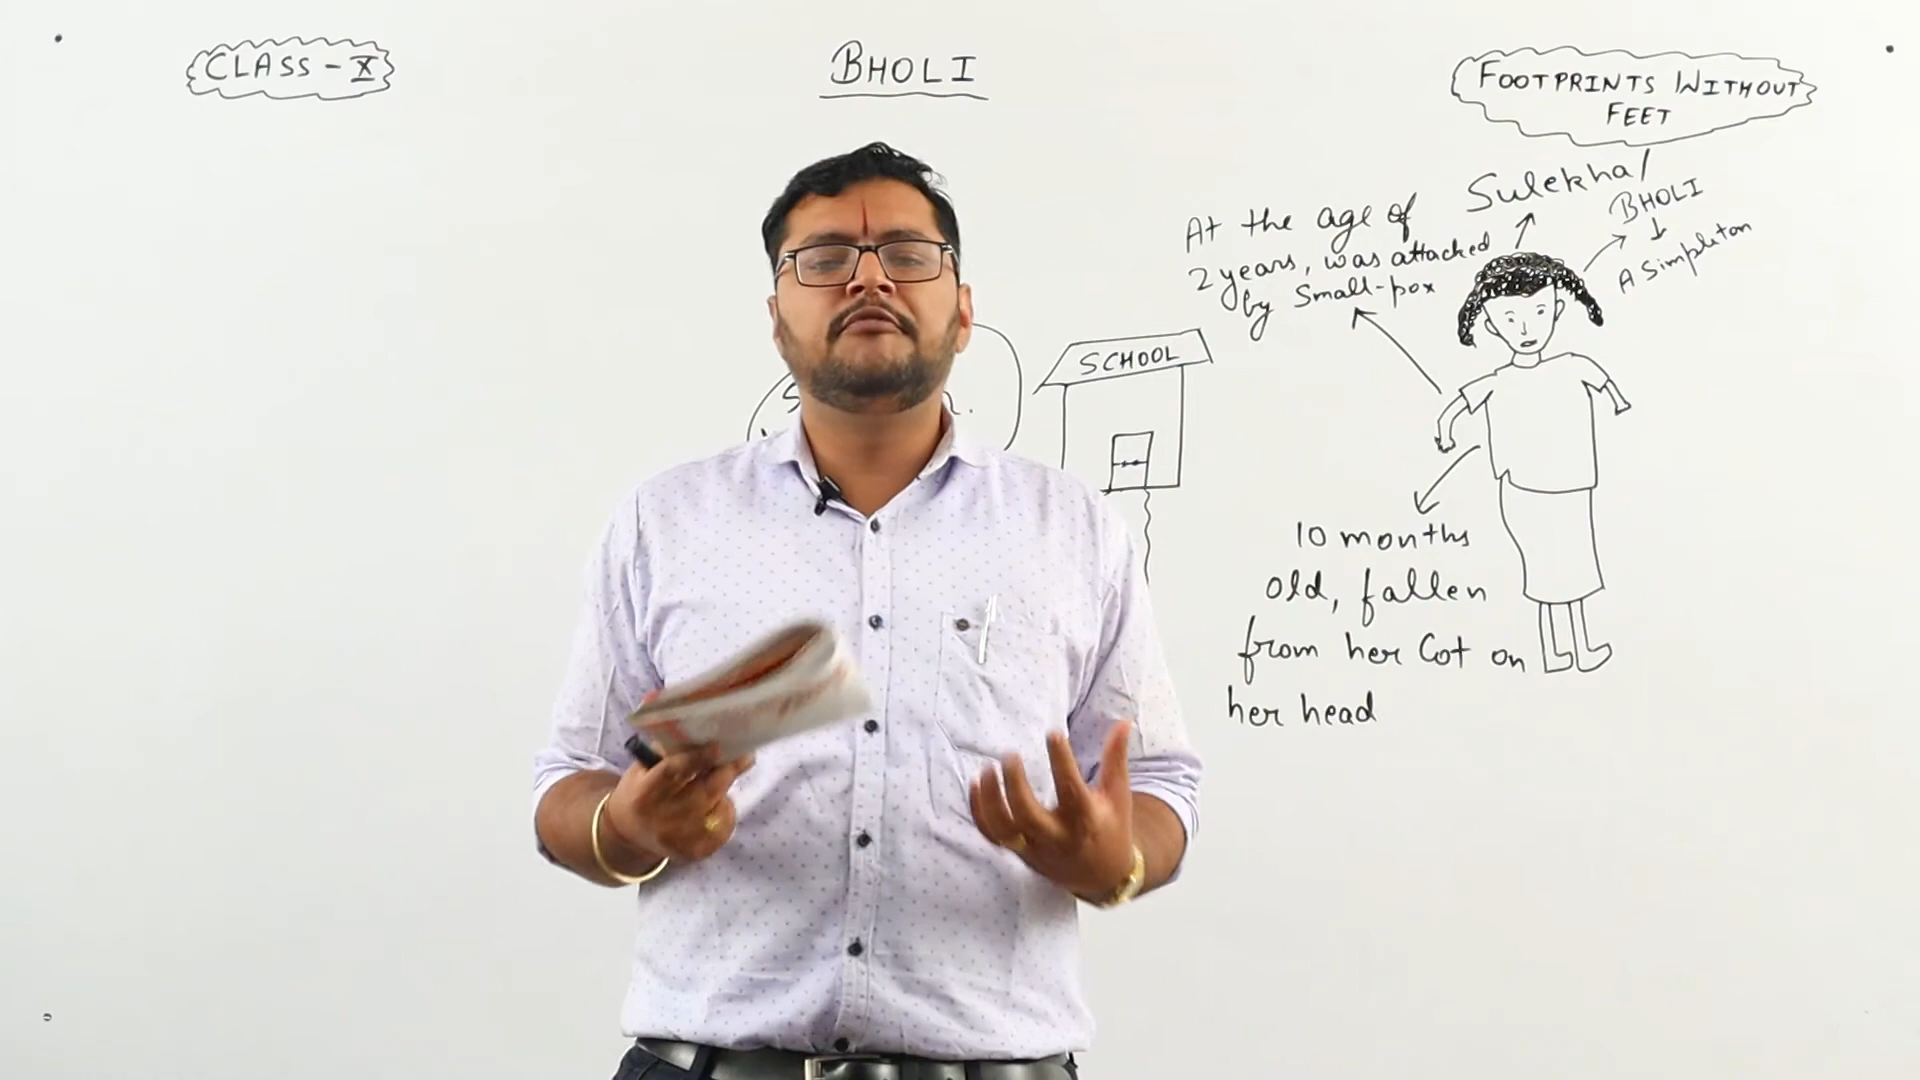 CLASS - X
BHOLI
FOOTPRINTS WITHOUT
FEET
Sulekha/
BHOLI
A Simpleton
At the age of
2 years, was attacked
by Small-pox
SCHOOL
10 months
old, fallen
from her Cot on
her head